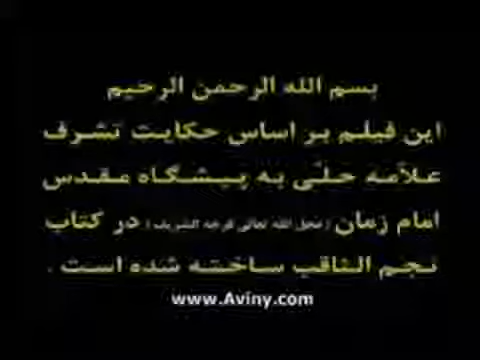 بسم الله الرحمن الرحیم
این فیلم بر اساس حکایت تشرف
علامه حلّی به پیشگاه مقدس
امام زمان (عجل الله تعالی فرجه الشریف) در کتاب
نجم الثاقب ساخته شده است .
www.Aviny.com